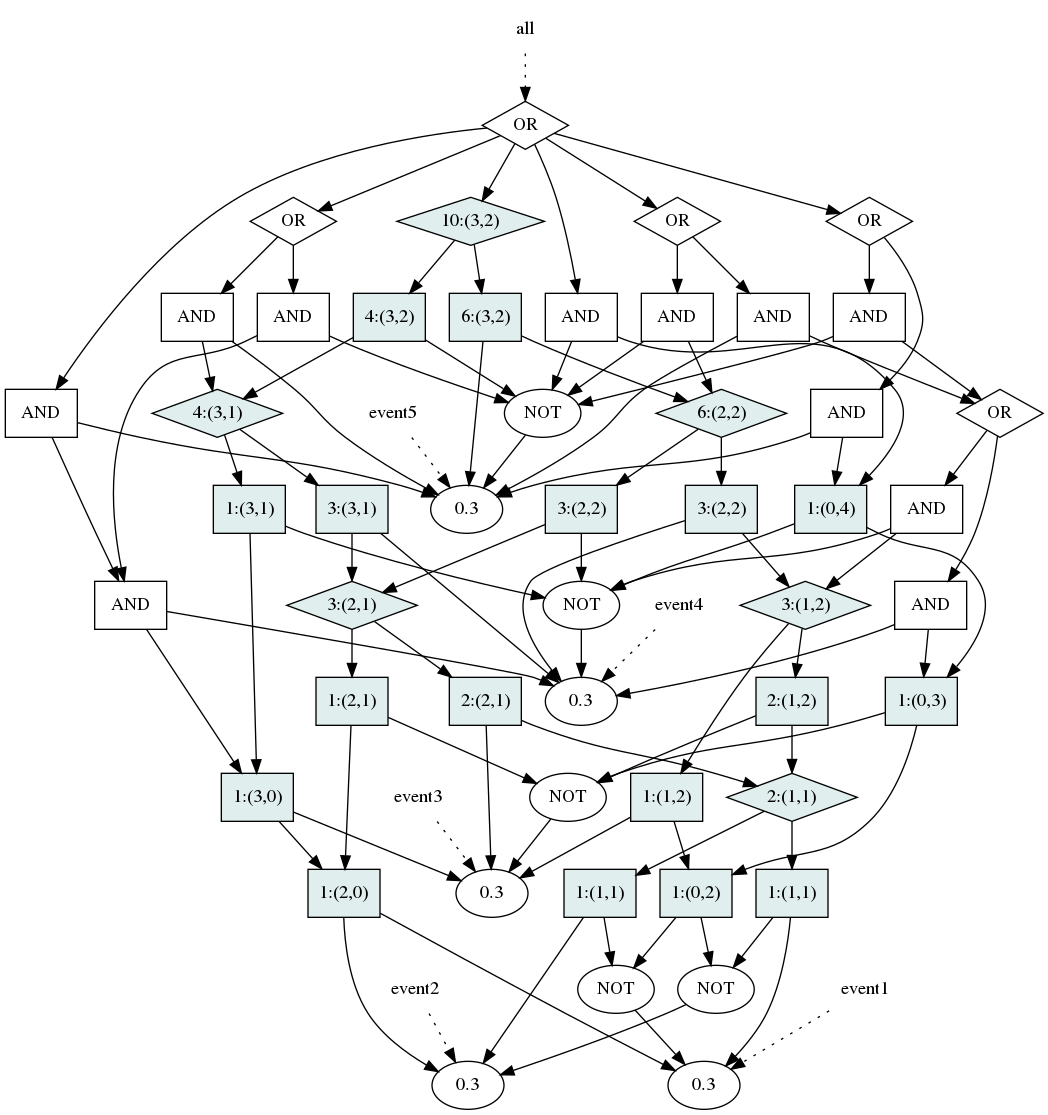 all
OR
OR
10:(3,2)
OR
OR
AND
AND
4:(3,2)
6:(3,2)
AND
AND
AND
AND
AND
4:(3,1)
event5
NOT
6:(2,2)
AND
OR
1:(3,1)
3:(3,1)
0.3
3:(2,2)
3:(2,2)
1:(0,4)
AND
AND
3:(2,1)
NOT
event4
3:(1,2)
AND
1:(2,1)
2:(2,1)
0.3
2:(1,2)
1:(0,3)
1:(3,0)
event3
NOT
1:(1,2)
2:(1,1)
1:(2,0)
0.3
1:(1,1)
1:(0,2)
1:(1,1)
event2
NOT
NOT
event1
0.3
0.3